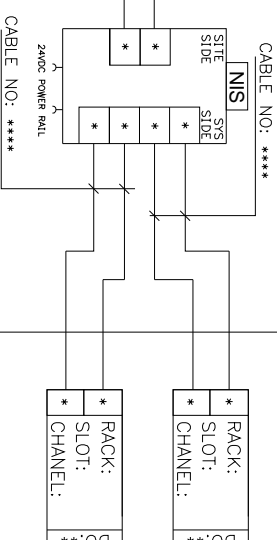 CABLE NO: ****
NIS
SITE
SIDE
* *
SYS
SIDE
* * * *
24VDC POWER RAIL
CABLE NO: ****
RACK:
SLOT:
CHANEL:
* *
RACK:
SLOT:
CHANEL:
* *